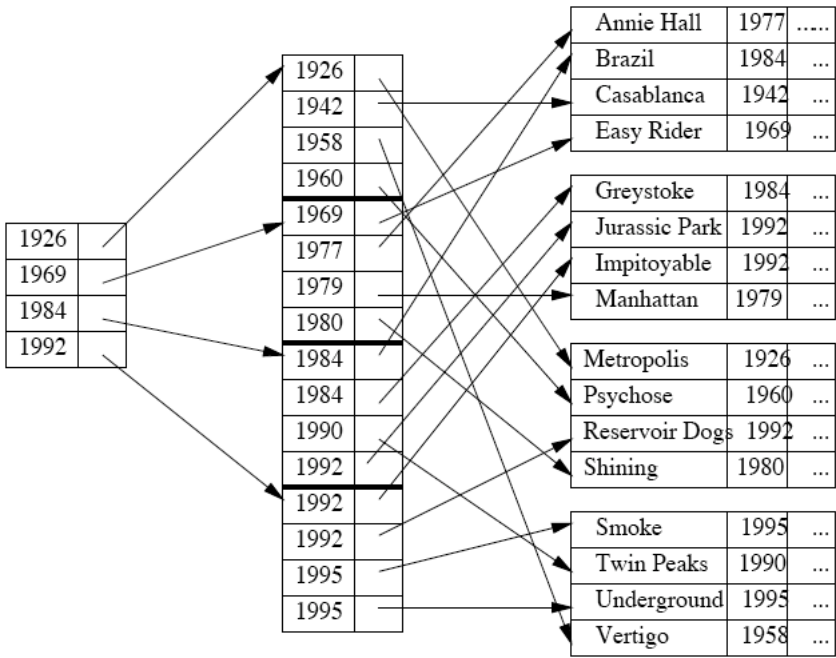 1926
1969
1984
1992
1926
1942
1958
1960
1969
1977
1979
1980
1984
1984
1990
1992
1992
1992
1995
1995
Annie Hall 1977 ......
Brazil 1984 ...
Casablanca 1942 ...
Easy Rider 1969 ...
Greystoke 1984 ...
Jurassic Park 1992 ...
Impitoyable 1992 ...
Manhattan 1979 ...
Metropolis 1926 ...
Psychose 1960 ...
Reservoir Dogs 1992 ...
Shining 1980 ...
Smoke 1995 ...
Twin Peaks 1990 ...
Underground 1995 ...
Vertigo 1958 ...